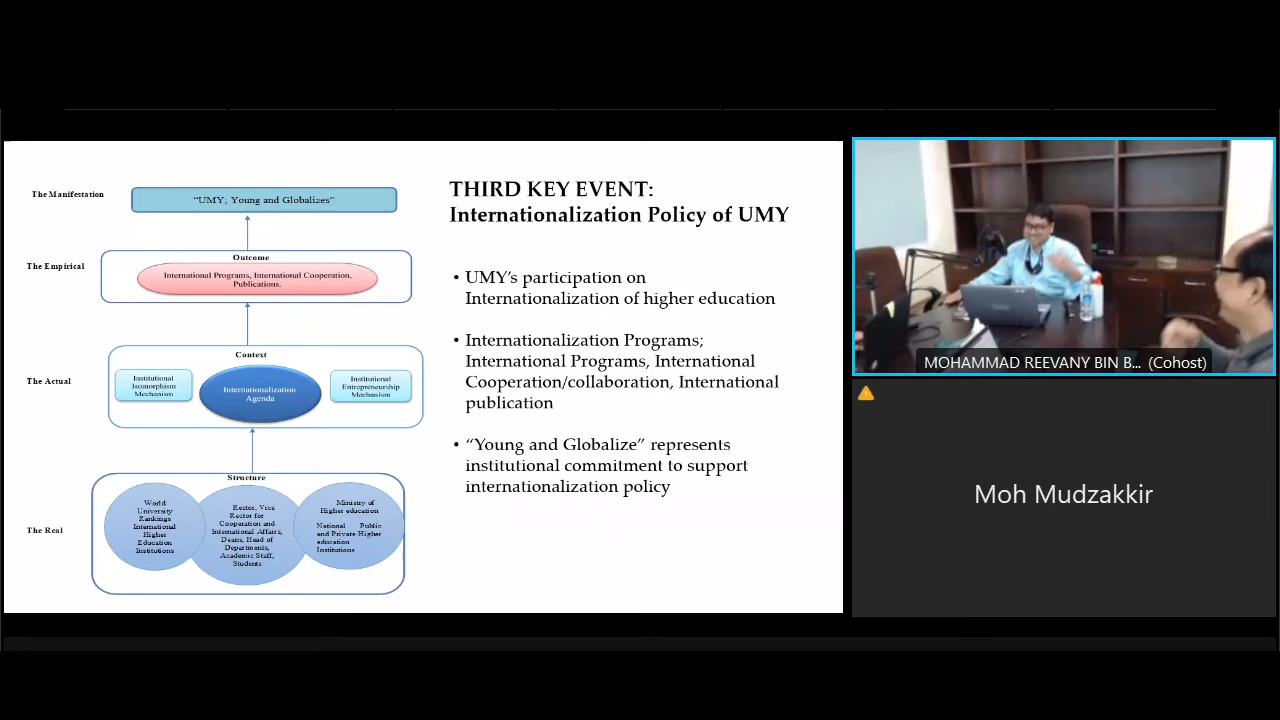 The Manifestation
"UMY; Young and Globalizes"
The Empirical
Outcome
International Programs, International Cooperation,
Publications.
The Actual
Context
Institutional
Isomorphism
Mechanism
Internationalization
Agenda
Institutional
Entrepreneurship
Mechanism
The Real
Structure
World
University
Rankings
International
Higher
Education
Institutions
Rector, Vice
Rector for
Cooperation and
International Affairs,
Deans, Head of
Departments,
Academic Staff,
Students
Ministry of
Higher education
National Public
and Private Higher
education
Institutions
THIRD KEY EVENT:
Internationalization Policy of UMY
• UMY's participation on
Internationalization of higher education
• Internationalization Programs;
International Programs, International
Cooperation/collaboration, International
publication
• "Young and Globalize" represents
institutional commitment to support
internationalization policy
MOHAMMAD REEVANY BIN B... (Cohost)
Moh Mudzakkir